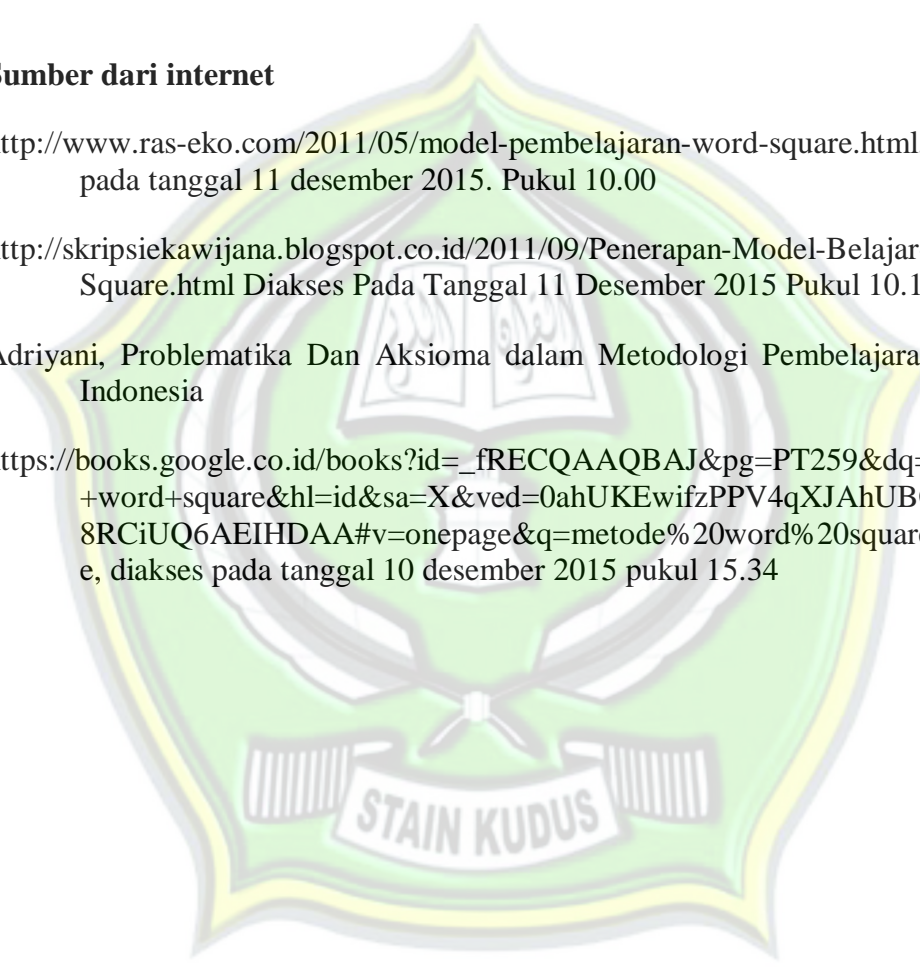 Sumber dari internet
ttp://www.ras-eko.com/2011/05/model-pembelajaran-word-square.html.
pada tanggal 11 desember 2015. Pukul 10.00
ttp://skripsiekawijana.blogspot.co.id/2011/09/Penerapan-Model-Belajar
Square.html Diakses Pada Tanggal 11 Desember 2015 Pukul 10.1
Adriyani, Problematika Dan Aksioma dalam Metodologi Pembelajara
Indonesia
ttps://books.google.co.id/books?id=_fRECQAAQBAJ&pg=PT259&dq=
+word+square&hl=id&sa=X&ved=0ahUKEwifzPPV4qXJAhUB
8RCiUQ6AEIHDAA#v=onepage&q=metode%20word%20square
e, diakses pada tanggal 10 desember 2015 pukul 15.34
STAIN KUDUS